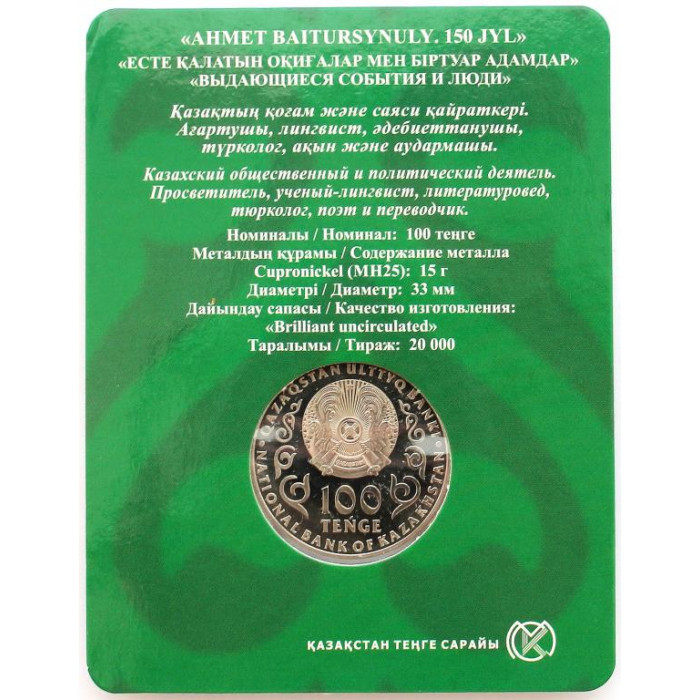 «AHMET BAITURSYNULY. 150 JYL»
«ЕСТЕ ҚАЛАТЫН ОҚИҒАЛАР МЕН БІРТУАР АДАМДАР»
«ВЫДАЮЩИЕСЯ СОБЫТИЯ И ЛЮДИ»
Қазақтың қоғам және саяси қайраткері.
Ағартушы, лингвист, әдебиеттанушы,
түрколог, ақын және аудармашы.
Казахский общественный и политический деятель.
Просветитель, ученый-лингвист, литературовед,
тюрколог, поэт и переводчик.
Номиналы / Номинал: 100 теңге
Металдың құрамы / Содержание металла
Cupronickel (МН25): 15 г
Диаметрі / Диаметр: 33 мм
Дайындау сапасы / Качество изготовления:
«Brilliant uncirculated»
Таралымы / Тираж: 20 000
QAZAQSTAN ULTTYQ BANKI
100
TEŃGE
NATIONAL BANK OF KAZAKHSTAN
ҚАЗАҚСТАН ТЕҢГЕ САРАЙЫ